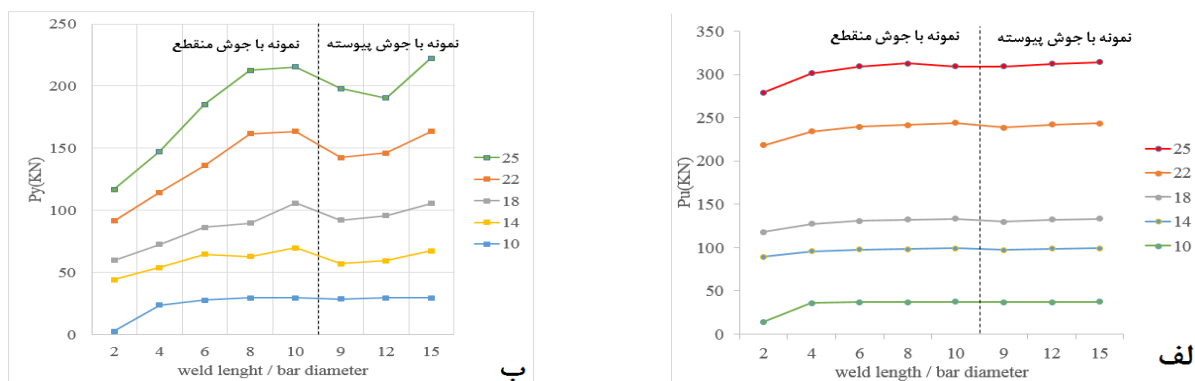 نمونه با جوش منقطع
نمونه با جوش پیوسته
250
200
150
100
50
0
Py(KN)
2 4 6 8 10 9 12 15
weld lenght / bar diameter
25
22
18
14
10
ب
نمونه با جوش منقطع
نمونه با جوش پیوسته
350
300
250
200
150
100
50
0
Pu(KN)
2 4 6 8 10 9 12 15
weld length / bar diameter
25
22
18
14
10
لف